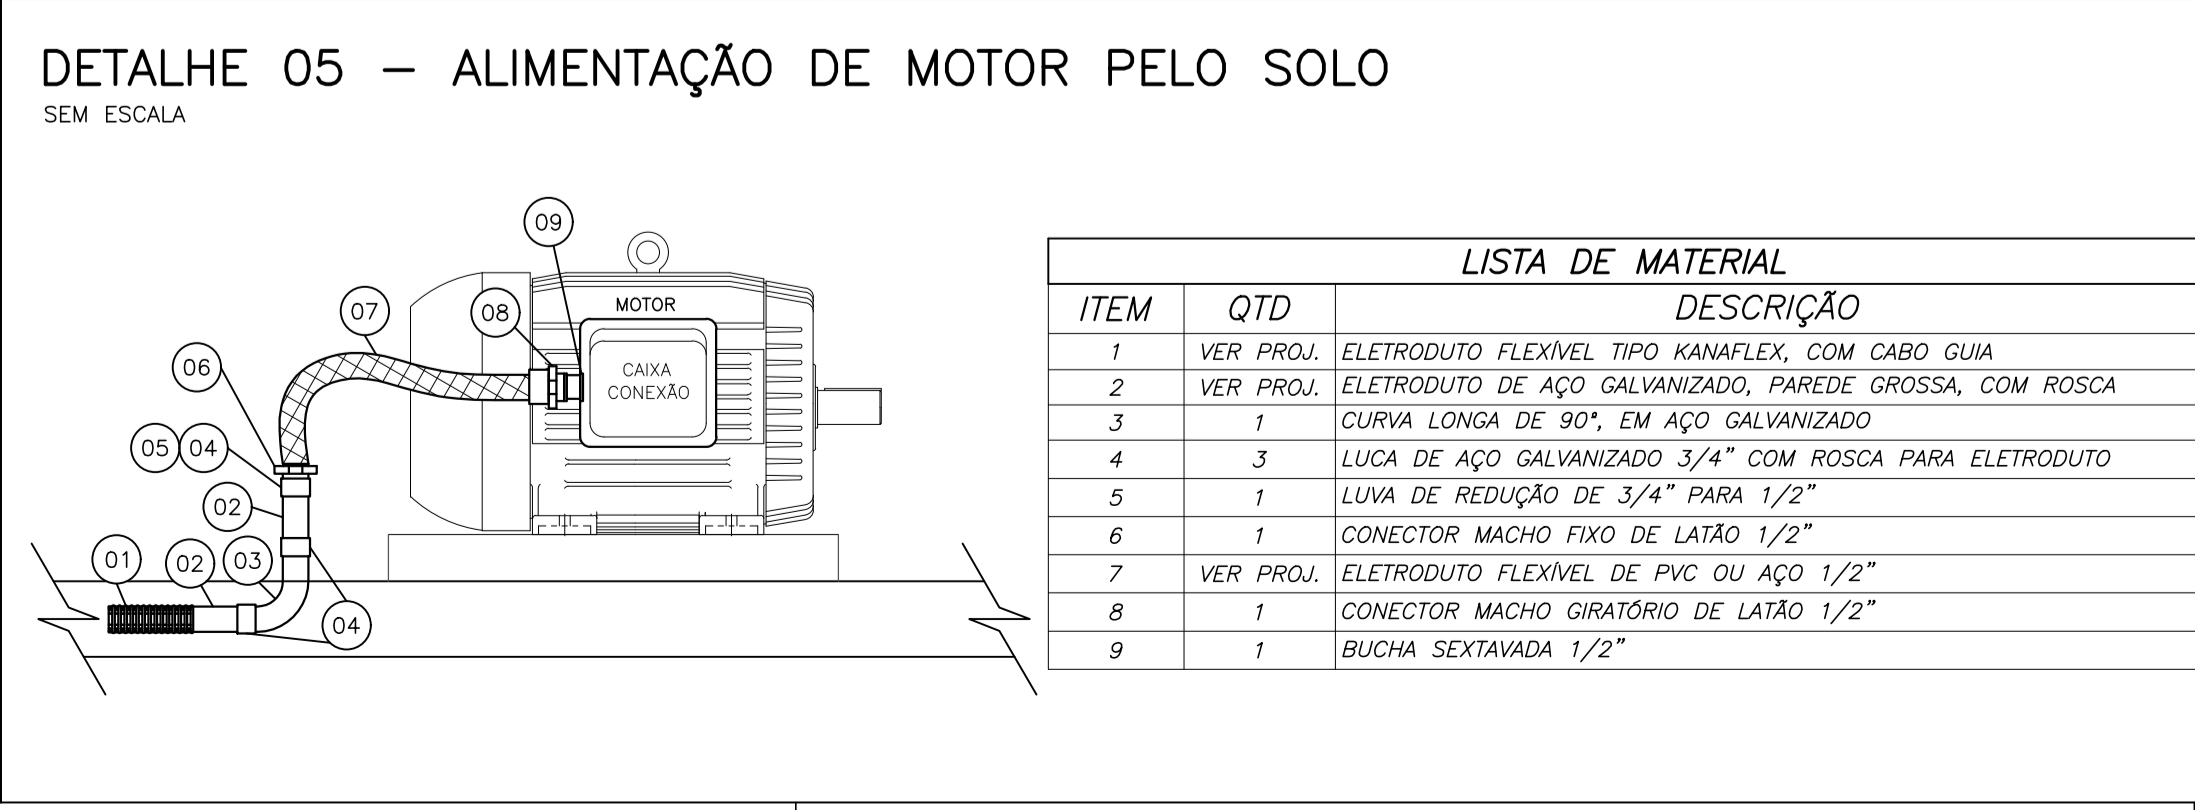 DETALHE 05 – ALIMENTAÇÃO DE MOTOR PELO SOLO
SEM ESCALA
09
MOTOR
07
08
CAIXA
CONEXÃO
06
05 04
02
01 02 03
04
LISTA DE MATERIAL
ITEM QTD DESCRIÇÃO
1 VER PROJ. ELETRODUTO FLEXÍVEL TIPO KANAFLEX, COM CABO GUIA
2 VER PROJ. ELETRODUTO DE AÇO GALVANIZADO, PAREDE GROSSA, COM ROSCA
3 1 CURVA LONGA DE 90°, EM AÇO GALVANIZADO
4 3 LUCA DE AÇO GALVANIZADO 3/4" COM ROSCA PARA ELETRODUTO
5 1 LUVA DE REDUÇÃO DE 3/4" PARA 1/2"
6 1 CONECTOR MACHO FIXO DE LATÃO 1/2"
7 VER PROJ. ELETRODUTO FLEXÍVEL DE PVC OU AÇO 1/2"
8 1 CONECTOR MACHO GIRATÓRIO DE LATÃO 1/2"
9 1 BUCHA SEXTAVADA 1/2"